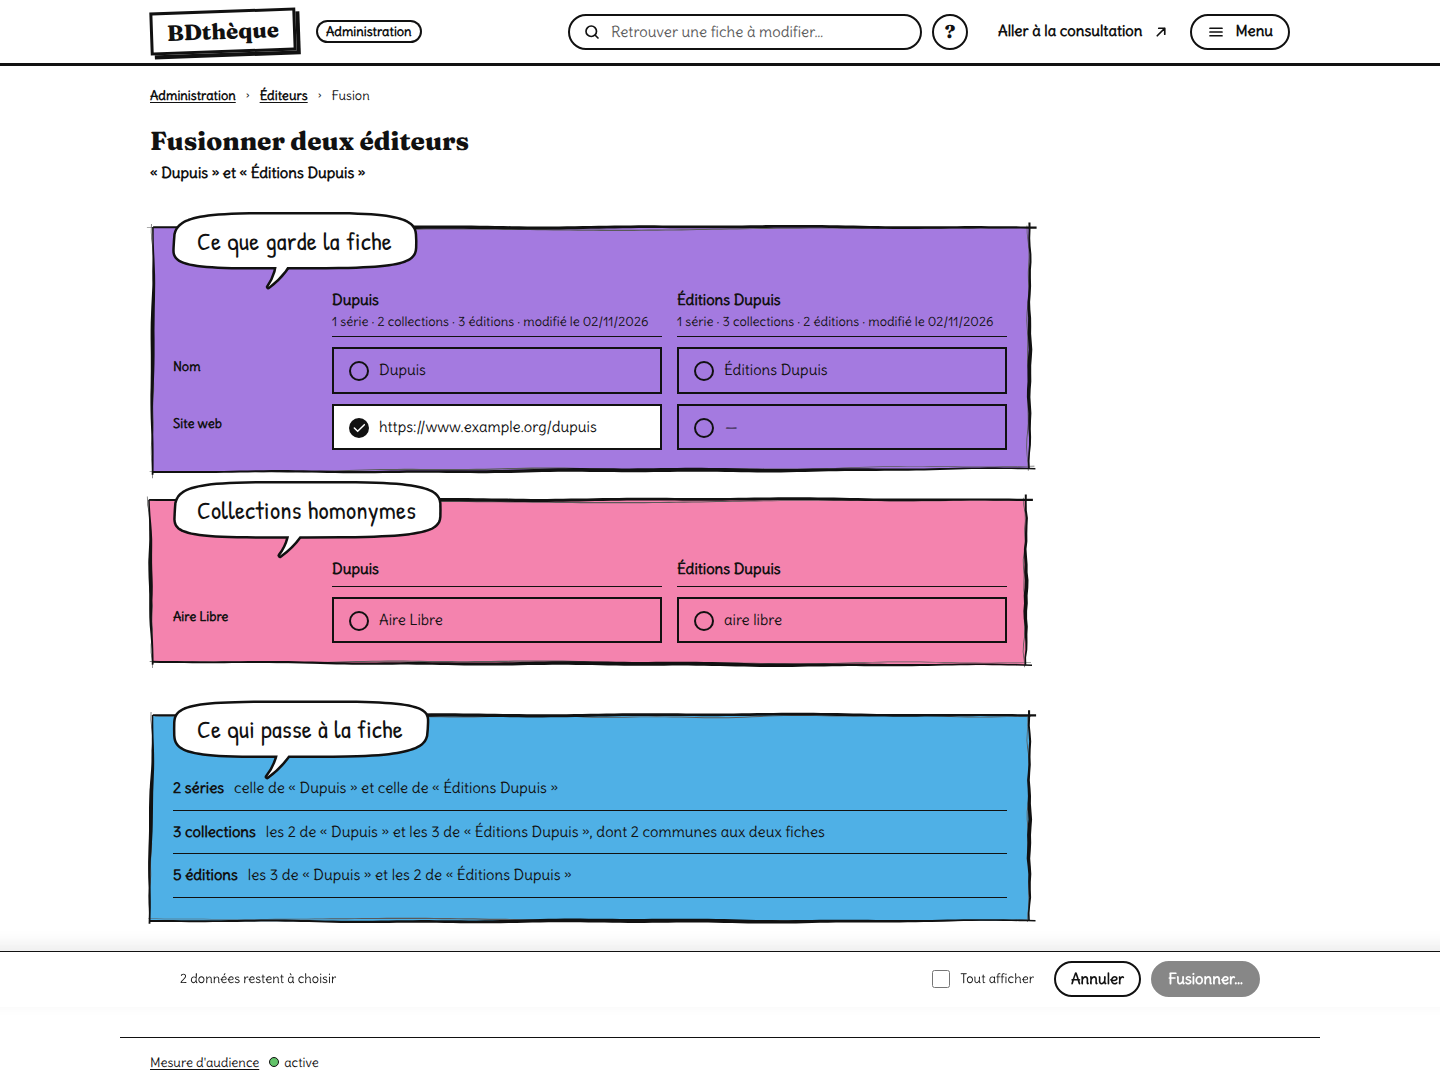 BDthèque
Administration
Retrouver une fiche à modifier...
?
Aller à la consultation
Menu
Administration › Éditeurs › Fusion
Fusionner deux éditeurs
« Dupuis » et « Éditions Dupuis »
Ce que garde la fiche
Dupuis
Éditions Dupuis
1 série · 2 collections · 3 éditions · modifié le 02/11/2026
1 série · 3 collections · 2 éditions · modifié le 02/11/2026
Nom
Dupuis
Éditions Dupuis
Site web
https://www.example.org/dupuis
—
Collections homonymes
Dupuis
Éditions Dupuis
Aire Libre
Aire Libre
aire libre
Ce qui passe à la fiche
2 séries celle de « Dupuis » et celle de « Éditions Dupuis »
3 collections les 2 de « Dupuis » et les 3 de « Éditions Dupuis », dont 2 communes aux deux fiches
5 éditions les 3 de « Dupuis » et les 2 de « Éditions Dupuis »
2 données restent à choisir
Tout afficher
Annuler
Fusionner...
Mesure d'audience
active